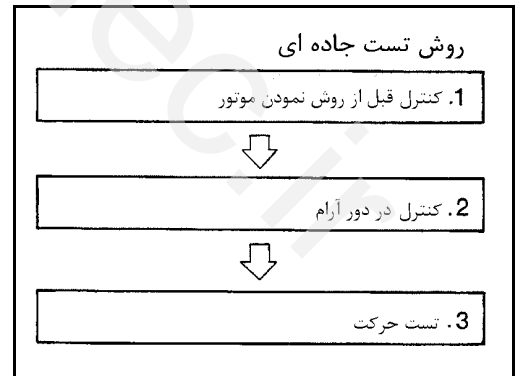 روش تست جاده ای
1. کنترل قبل از روش نمودن موتور
2. کنترل در دور آرام
3. تست حرکت